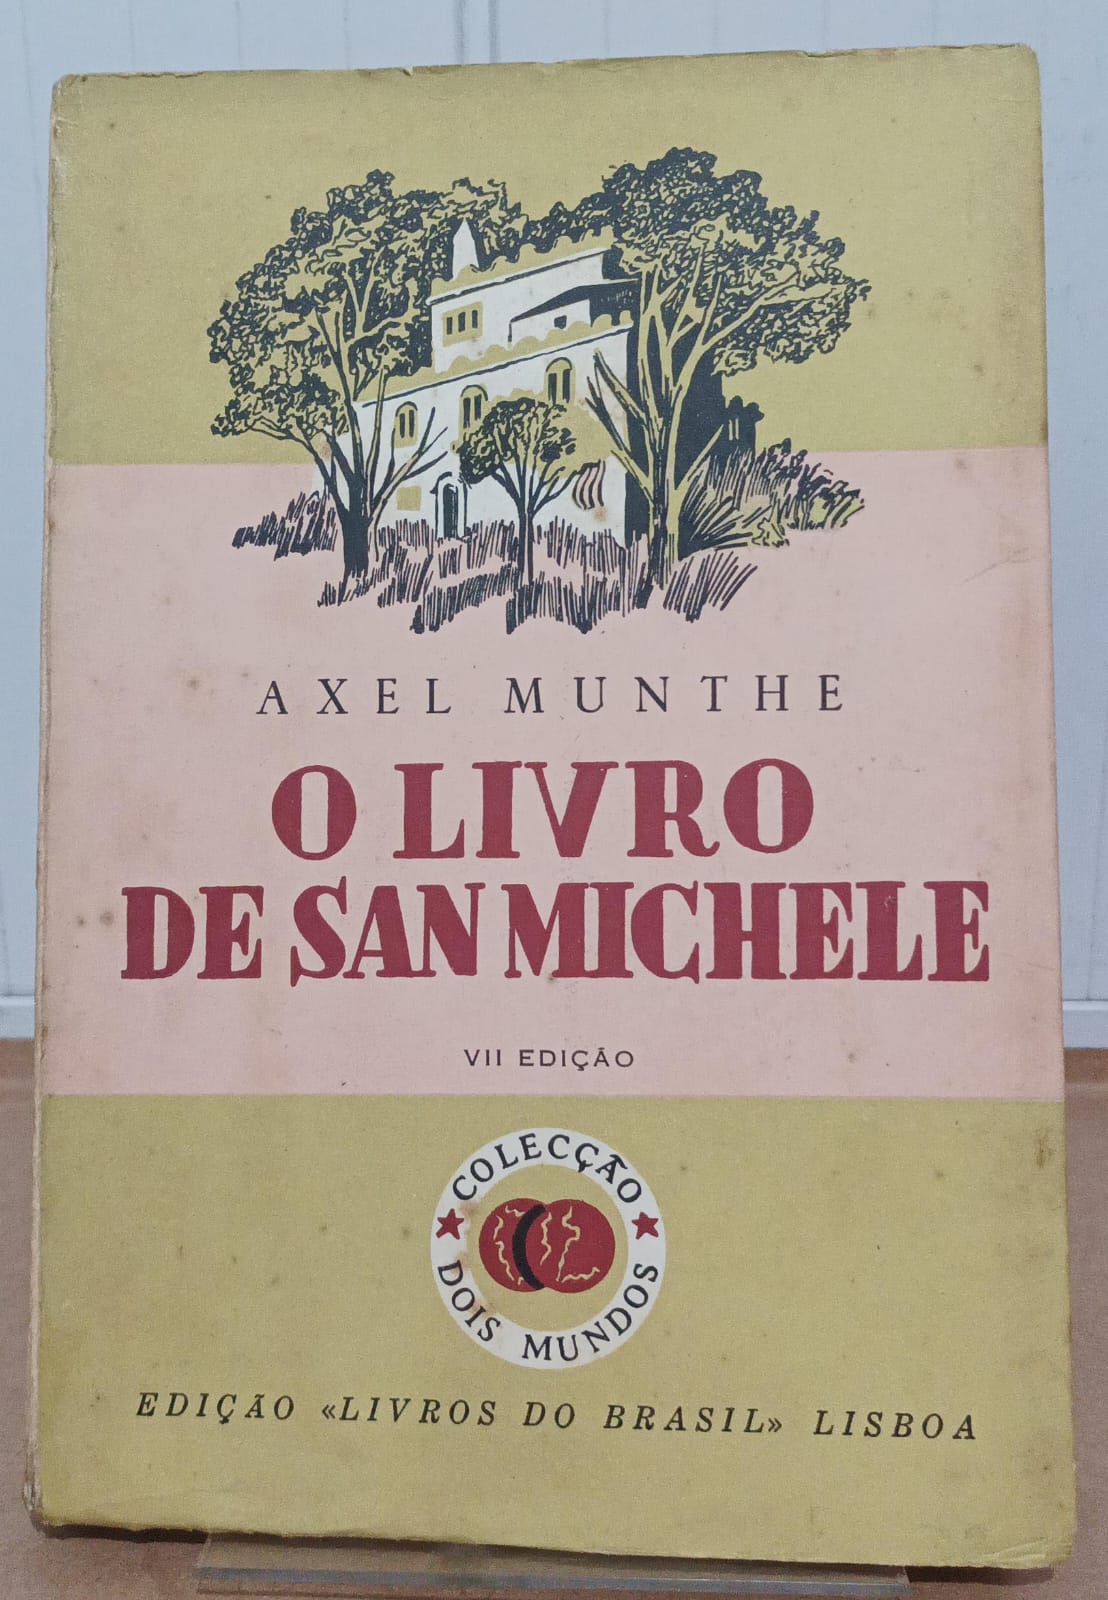 AXEL MUNTHE
O LIVRO
DE SAN MICHELE
VII EDIÇÃO
COLECÇÃO
DOIS MUNDOS
EDIÇÃO «LIVROS DO BRASIL» LISBOA